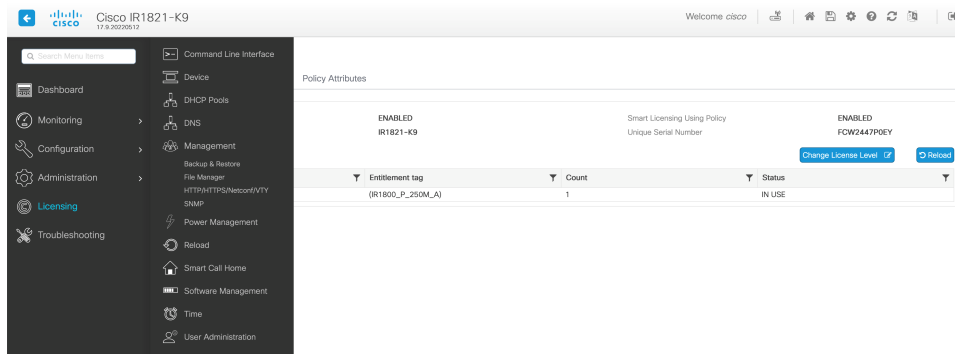 CISCO
Cisco IR1821-K9
17.9.20220512
Welcome cisco
Search Menu Items
Dashboard
Monitoring
Configuration
Administration
Licensing
Troubleshooting
Command Line Interface
Device
DHCP Pools
DNS
Management
Backup & Restore
File Manager
HTTP/HTTPS/Netconf/VTY
SNMP
Power Management
Reload
Smart Call Home
Software Management
Time
User Administration
Policy Attributes
ENABLED
Smart Licensing Using Policy
ENABLED
IR1821-K9
Unique Serial Number
FCW2447P0EY
Change License Level
Reload
Entitlement tag
Count
Status
(IR1800_P_250M_A)
1
IN USE